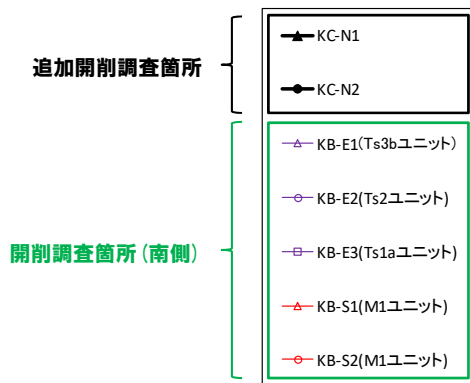 KC-N1
追加開削調査箇所
KC-N2
KB-E1(Ts3bユニット)
KB-E2(Ts2ユニット)
開削調査箇所(南側)
KB-E3(Ts1aユニット)
KB-S1(M1ユニット)
KB-S2(M1ユニット)